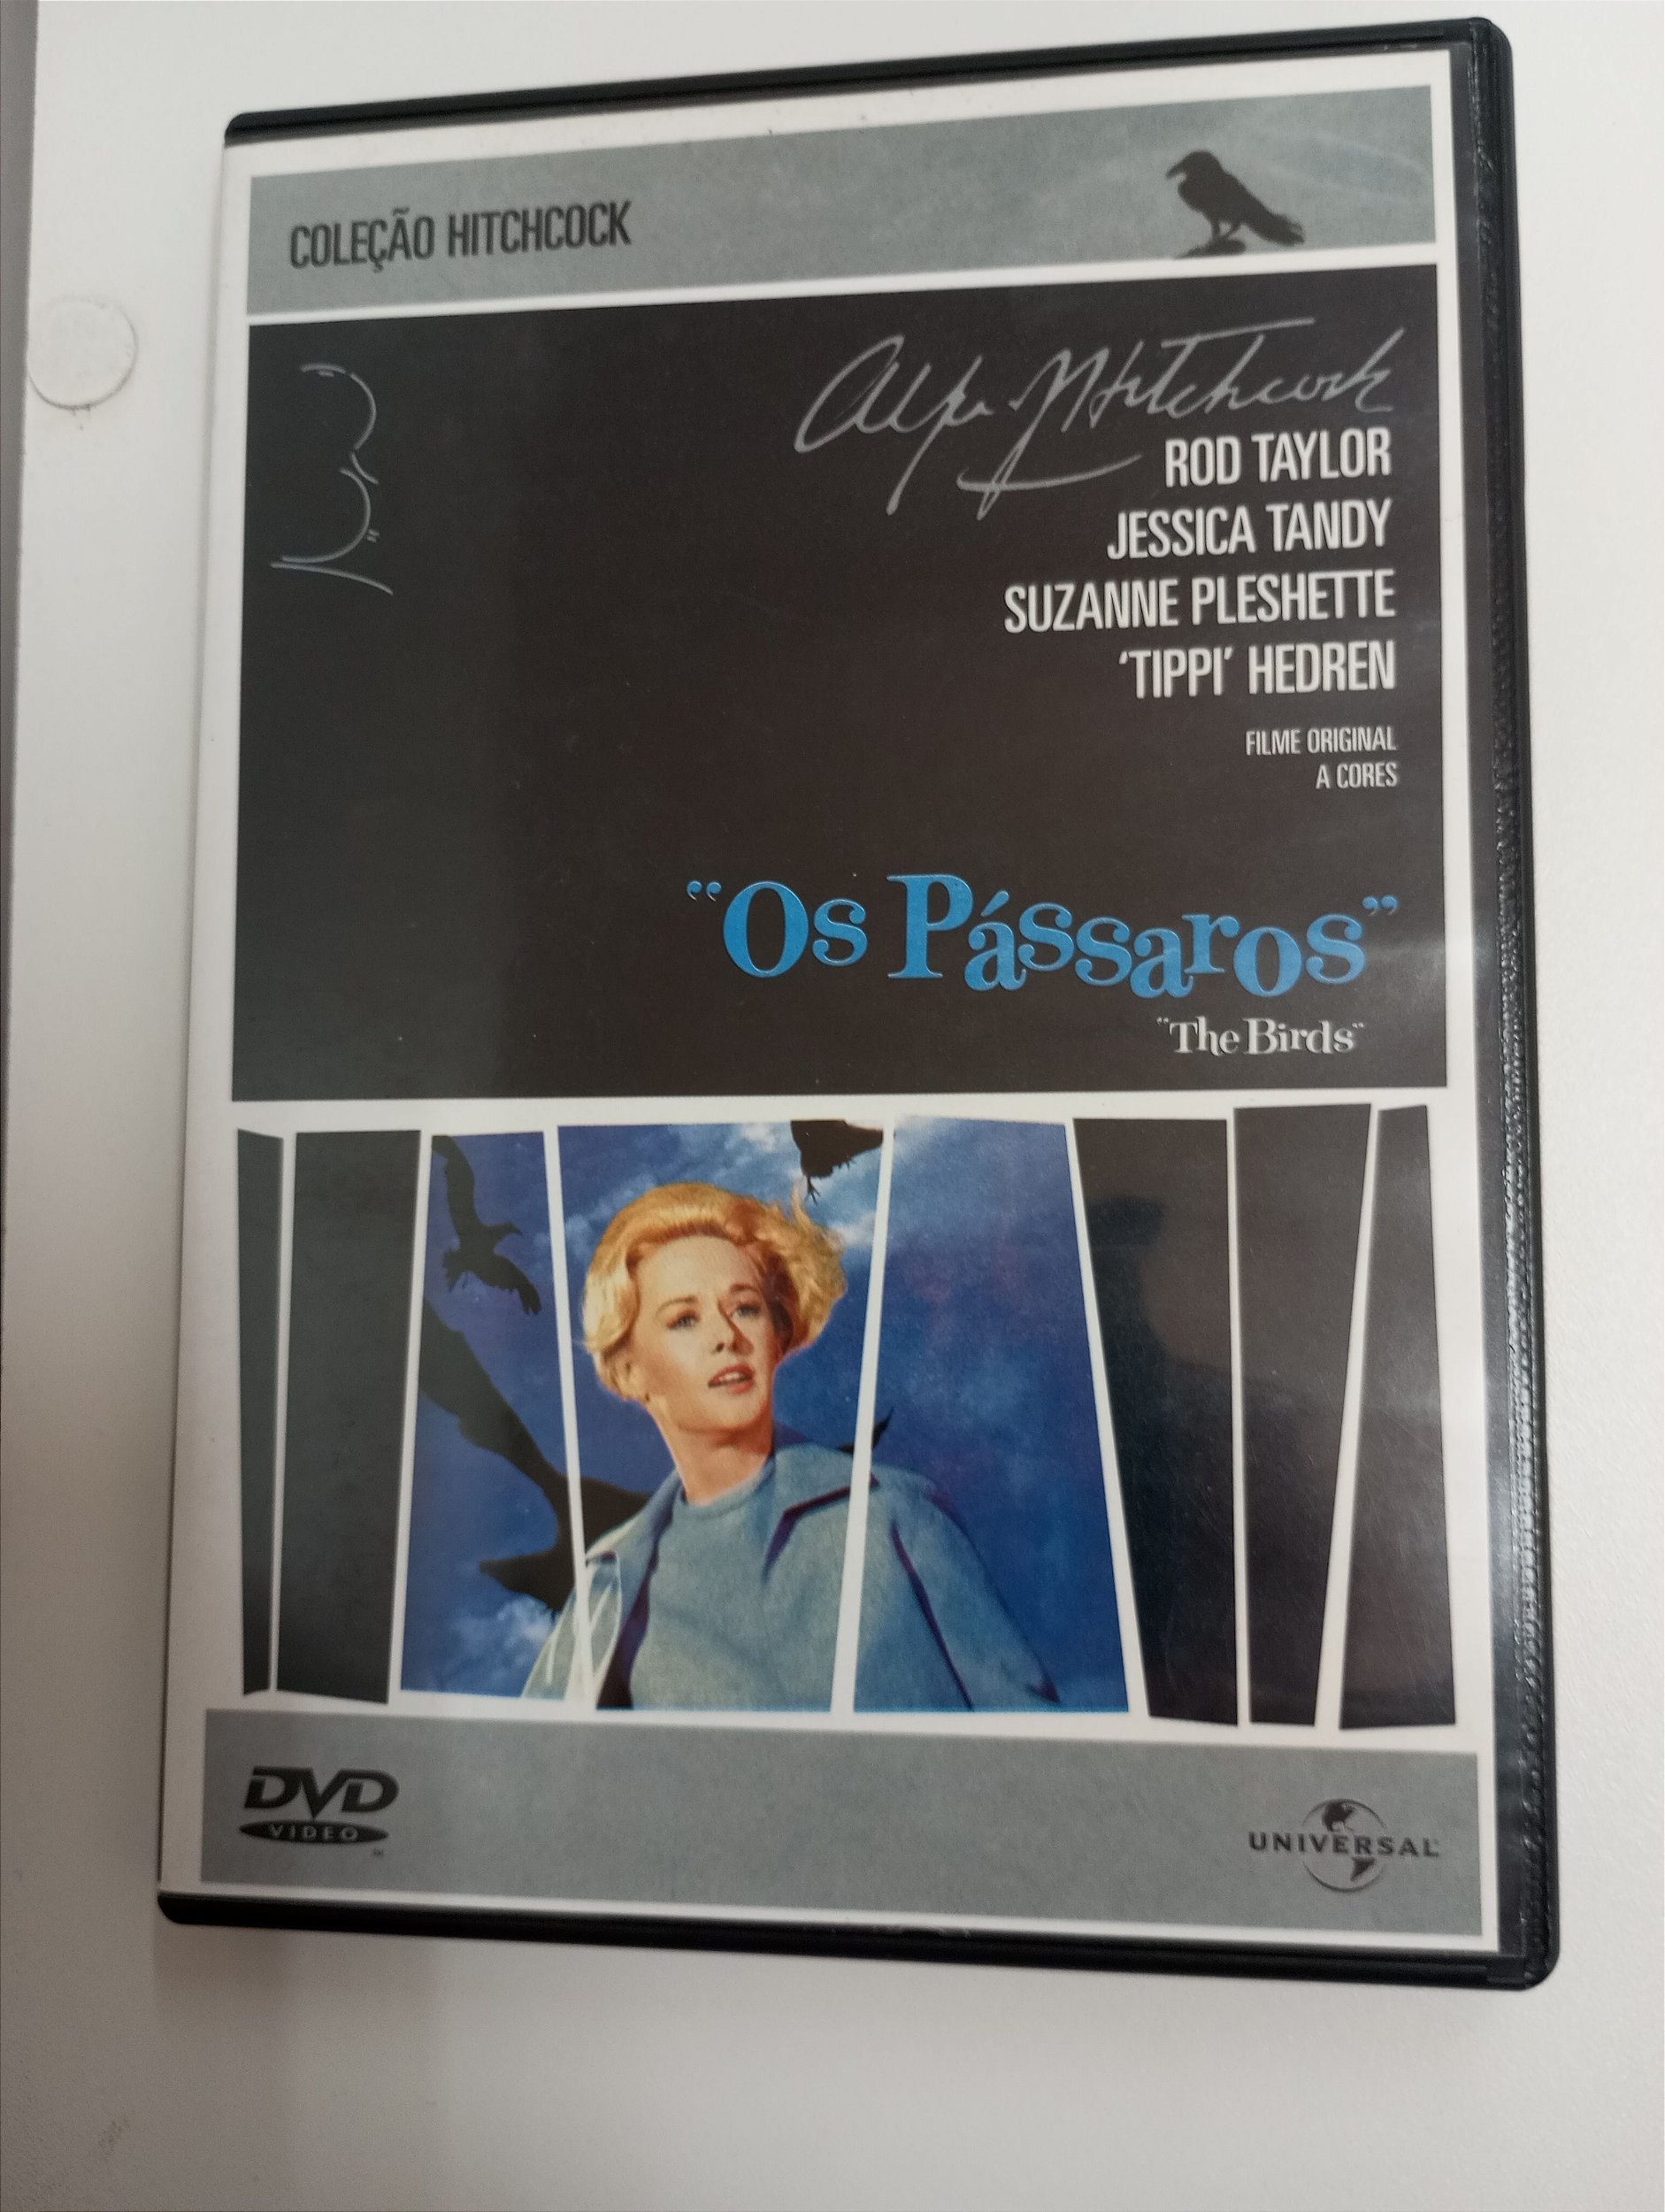 COLEÇÃO HITCHCOCK
Alfred J Hitchcock
ROD TAYLOR
JESSICA TANDY
SUZANNE PLESHETTE
‘TIPPI’ HEDREN
FILME ORIGINAL
A CORES
“Os Pássaros”
"The Birds"
DVD
VIDEO
UNIVERSAL